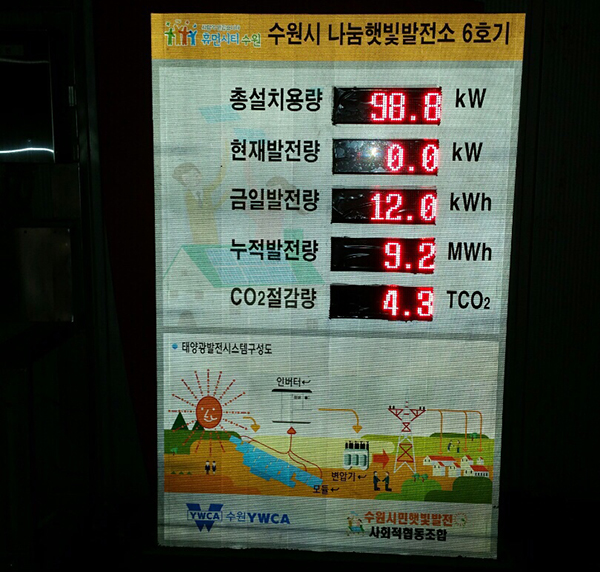 휴먼시티 수원
수원시 나눔햇빛발전소 6호기
총설치용량 98.8 kW
현재발전량 0.0 kW
금일발전량 12.0 kWh
누적발전량 9.2 MWh
CO₂절감량 4.3 TCO₂
태양광발전시스템구성도
인버터
변압기
모듈
YWCA 수원YWCA
수원시민햇빛발전
사회적협동조합